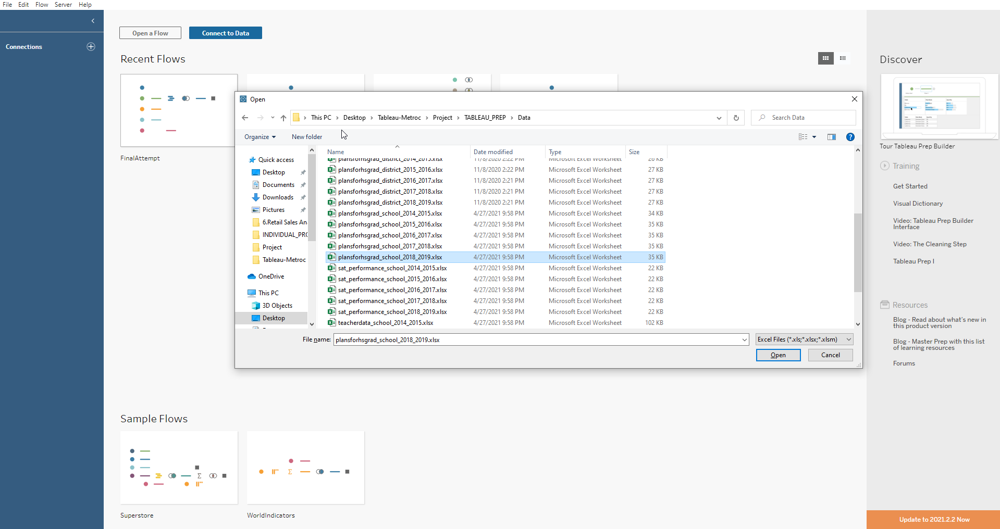 File Edit Flow Server Help
Connections
Open a Flow
Connect to Data
Recent Flows
FinalAttempt
Open
This PC
Desktop
Tableau-Metroc
Project
TABLEAU_PREP
Data
Search Data
Organize
New folder
Quick access
Desktop
Documents
Downloads
Pictures
6.Retail Sales An
INDIVIDUAL_PRO
Project
Tableau-Metroc
OneDrive
This PC
3D Objects
Desktop
Name Date modified Type Size
plansforhsgrad_district_2014_2015.xlsx 11/8/2020 2:22 PM Microsoft Excel Worksheet 26 KB
plansforhsgrad_district_2015_2016.xlsx 11/8/2020 2:22 PM Microsoft Excel Worksheet 27 KB
plansforhsgrad_district_2016_2017.xlsx 11/8/2020 2:21 PM Microsoft Excel Worksheet 27 KB
plansforhsgrad_district_2017_2018.xlsx 11/8/2020 2:21 PM Microsoft Excel Worksheet 27 KB
plansforhsgrad_district_2018_2019.xlsx 11/8/2020 2:21 PM Microsoft Excel Worksheet 27 KB
plansforhsgrad_school_2014_2015.xlsx 4/27/2021 9:58 PM Microsoft Excel Worksheet 34 KB
plansforhsgrad_school_2015_2016.xlsx 4/27/2021 9:58 PM Microsoft Excel Worksheet 35 KB
plansforhsgrad_school_2016_2017.xlsx 4/27/2021 9:58 PM Microsoft Excel Worksheet 35 KB
plansforhsgrad_school_2017_2018.xlsx 4/27/2021 9:58 PM Microsoft Excel Worksheet 35 KB
plansforhsgrad_school_2018_2019.xlsx 4/27/2021 9:58 PM Microsoft Excel Worksheet 35 KB
sat_performance_school_2014_2015.xlsx 4/27/2021 9:58 PM Microsoft Excel Worksheet 22 KB
sat_performance_school_2015_2016.xlsx 4/27/2021 9:58 PM Microsoft Excel Worksheet 22 KB
sat_performance_school_2016_2017.xlsx 4/27/2021 9:58 PM Microsoft Excel Worksheet 22 KB
sat_performance_school_2017_2018.xlsx 4/27/2021 9:58 PM Microsoft Excel Worksheet 22 KB
sat_performance_school_2018_2019.xlsx 4/27/2021 9:58 PM Microsoft Excel Worksheet 22 KB
teacherdata_school_2014_2015.xlsx 4/27/2021 9:58 PM Microsoft Excel Worksheet 102 KB
File name: plansforhsgrad_school_2018_2019.xlsx
Excel Files (*.xls;*.xlsx;*.xlsm)
Open
Cancel
Sample Flows
Superstore
WorldIndicators
Discover
Tour Tableau Prep Builder
Training
Get Started
Visual Dictionary
Video: Tableau Prep Builder
Interface
Video: The Cleaning Step
Tableau Prep I
Resources
Blog - Read about what's new in
this product version
Blog - Master Prep with this list
of learning resources
Forums
Update to 2021.2.2 Now